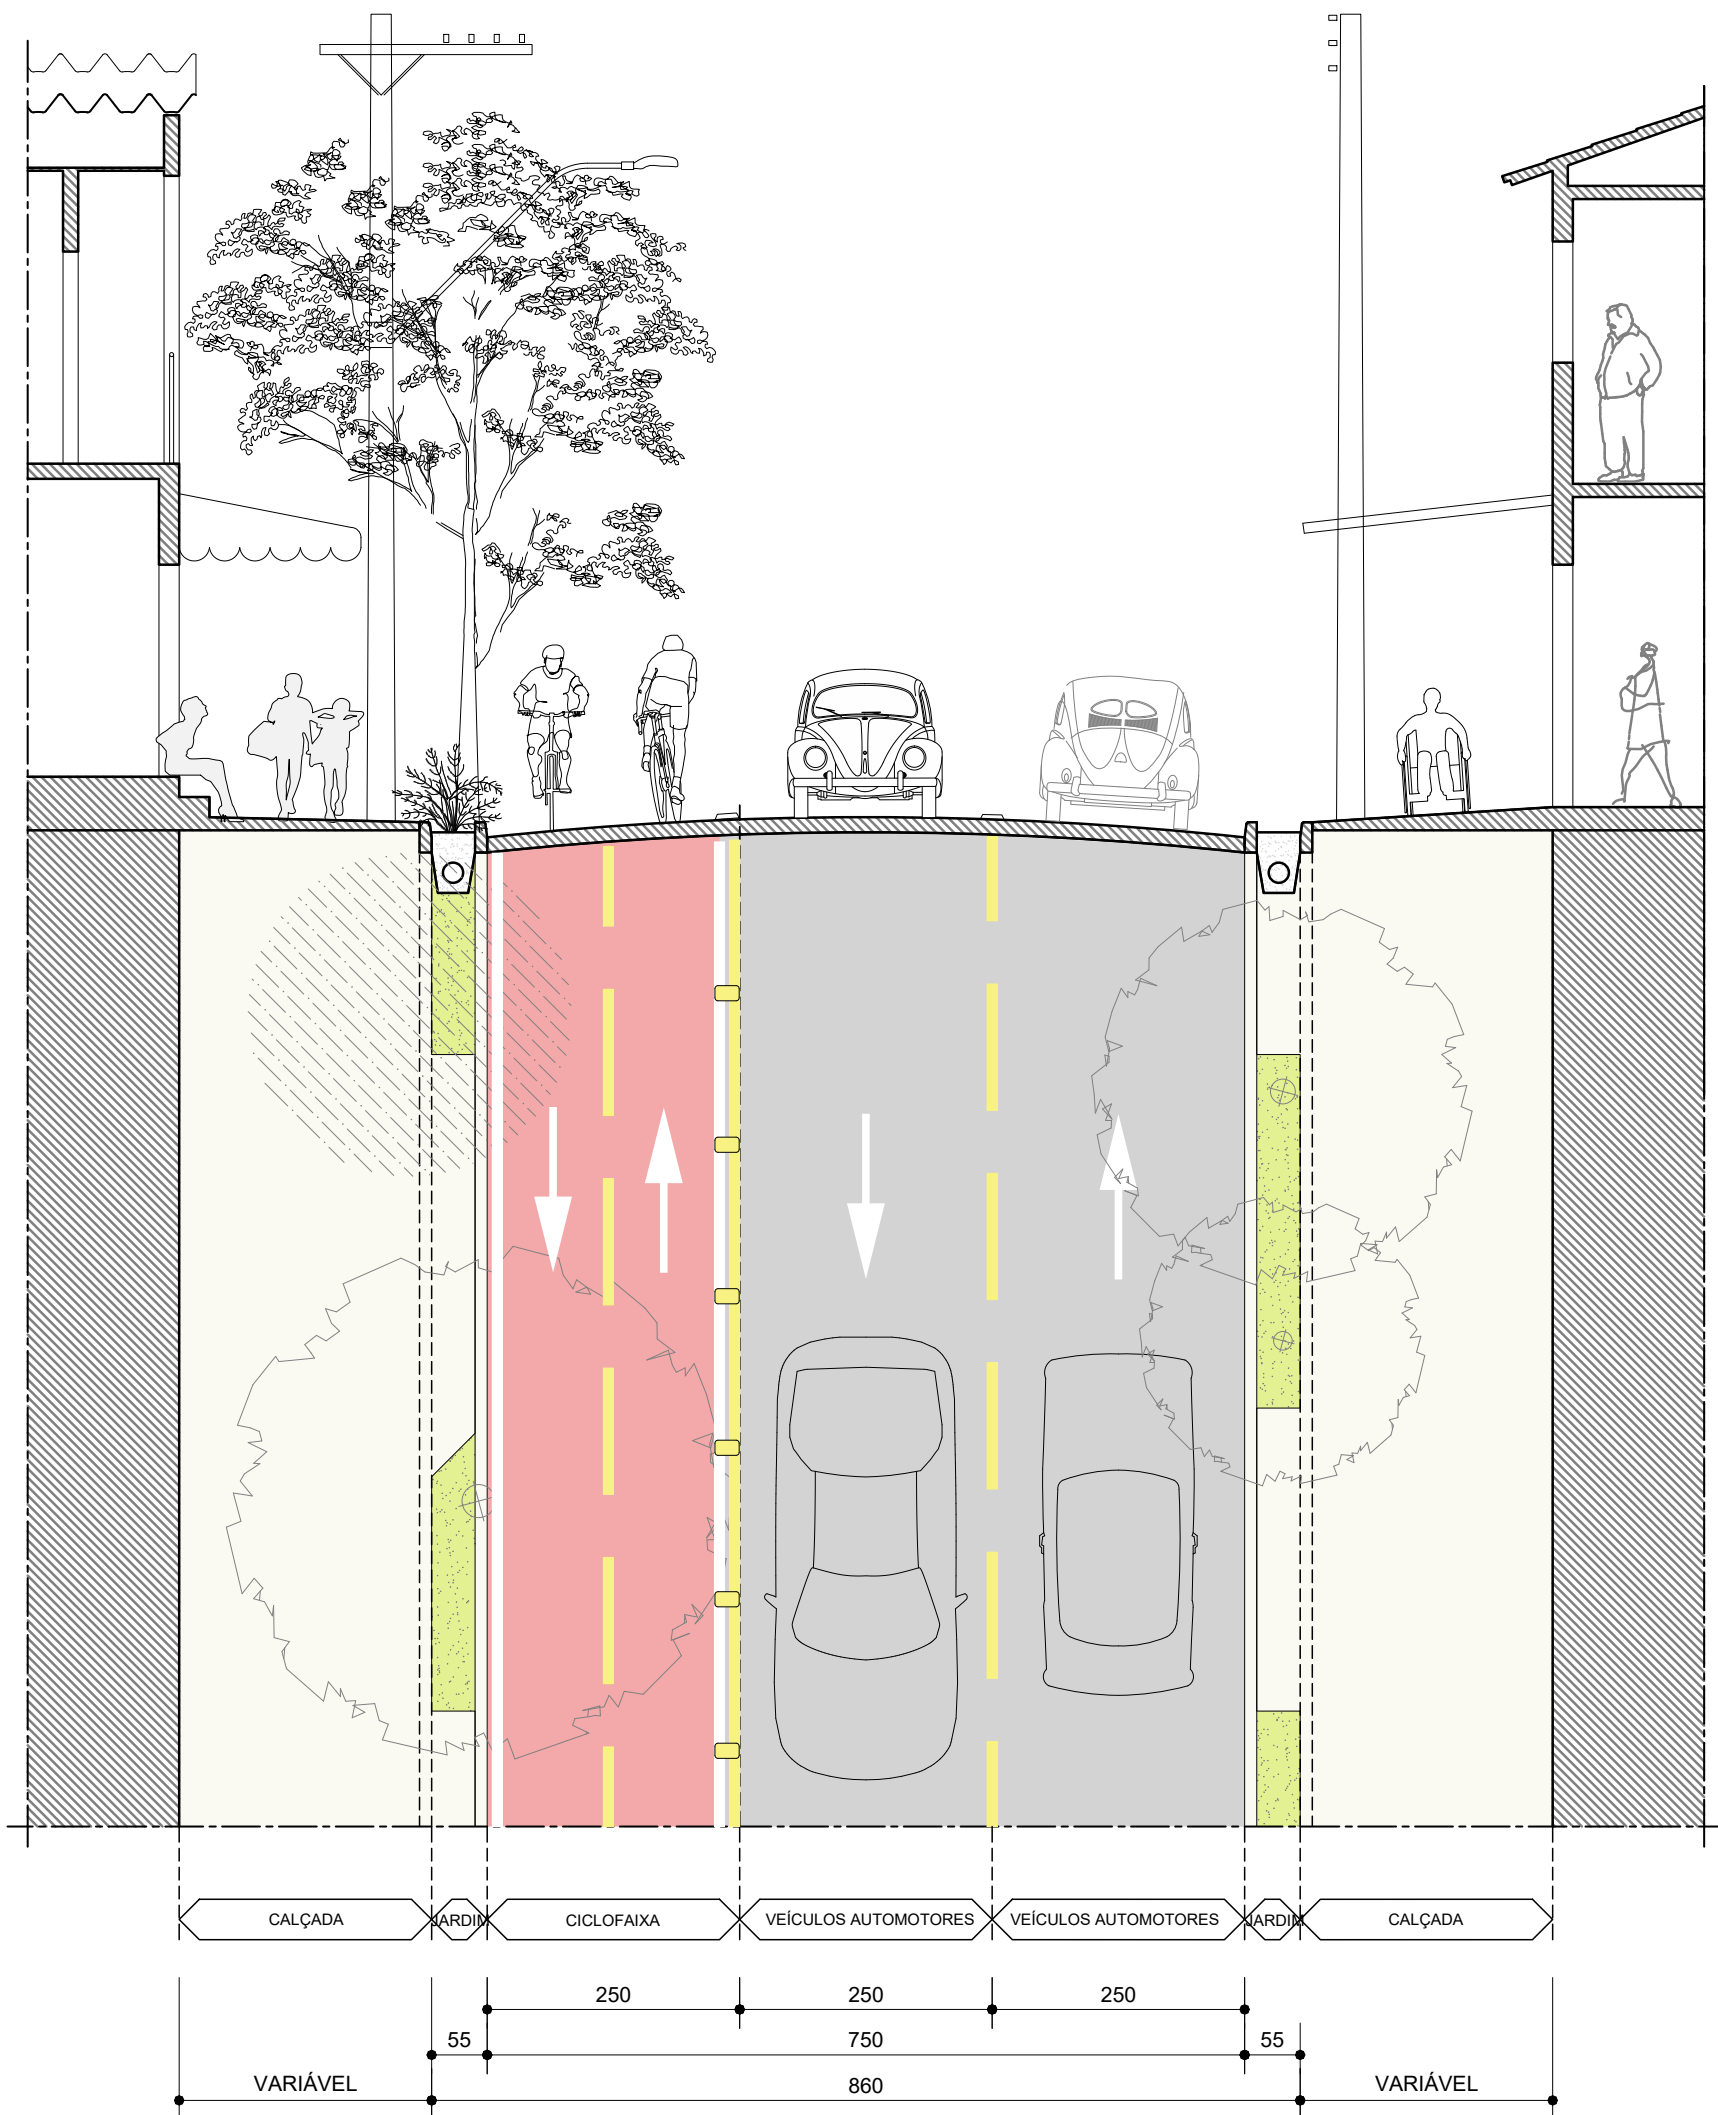 CALÇADA
JARDIM
CICLOFAIXA
VEÍCULOS AUTOMOTORES
VEÍCULOS AUTOMOTORES
JARDIM
CALÇADA
250
250
250
55
750
55
VARIÁVEL
860
VARIÁVEL